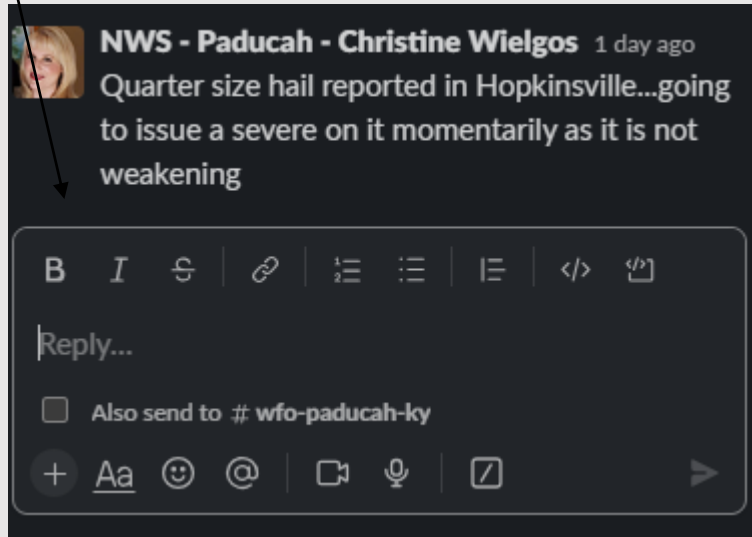 NWS - Paducah - Christine Wielgos 1 day ago
Quarter size hail reported in Hopkinsville...going
to issue a severe on it momentarily as it is not
weakening
Reply...
Also send to # wfo-paducah-ky
Aa